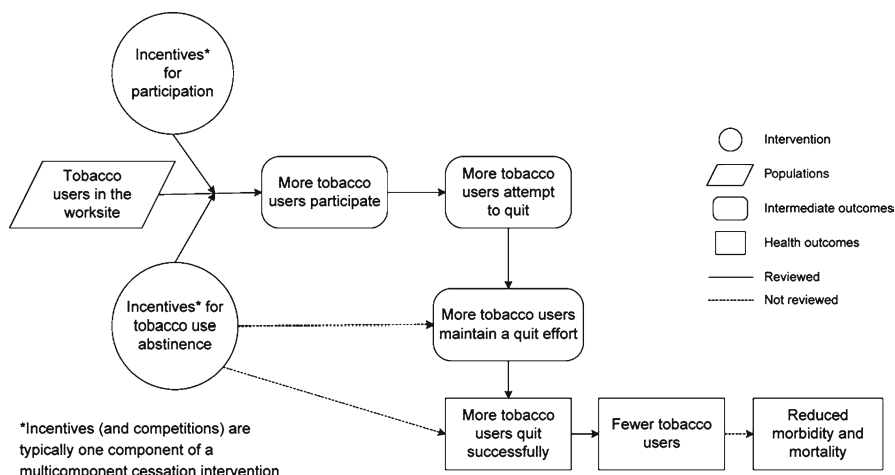 Incentives*
for
participation
Tobacco
users in the
worksite
More tobacco
users participate
More tobacco
users attempt
to quit
Incentives* for
tobacco use
abstinence
More tobacco users
maintain a quit effort
More tobacco
users quit
successfully
Fewer tobacco
users
Reduced
morbidity and
mortality
*Incentives (and competitions) are
typically one component of a
multicomponent cessation intervention
Intervention
Populations
Intermediate outcomes
Health outcomes
Reviewed
Not reviewed